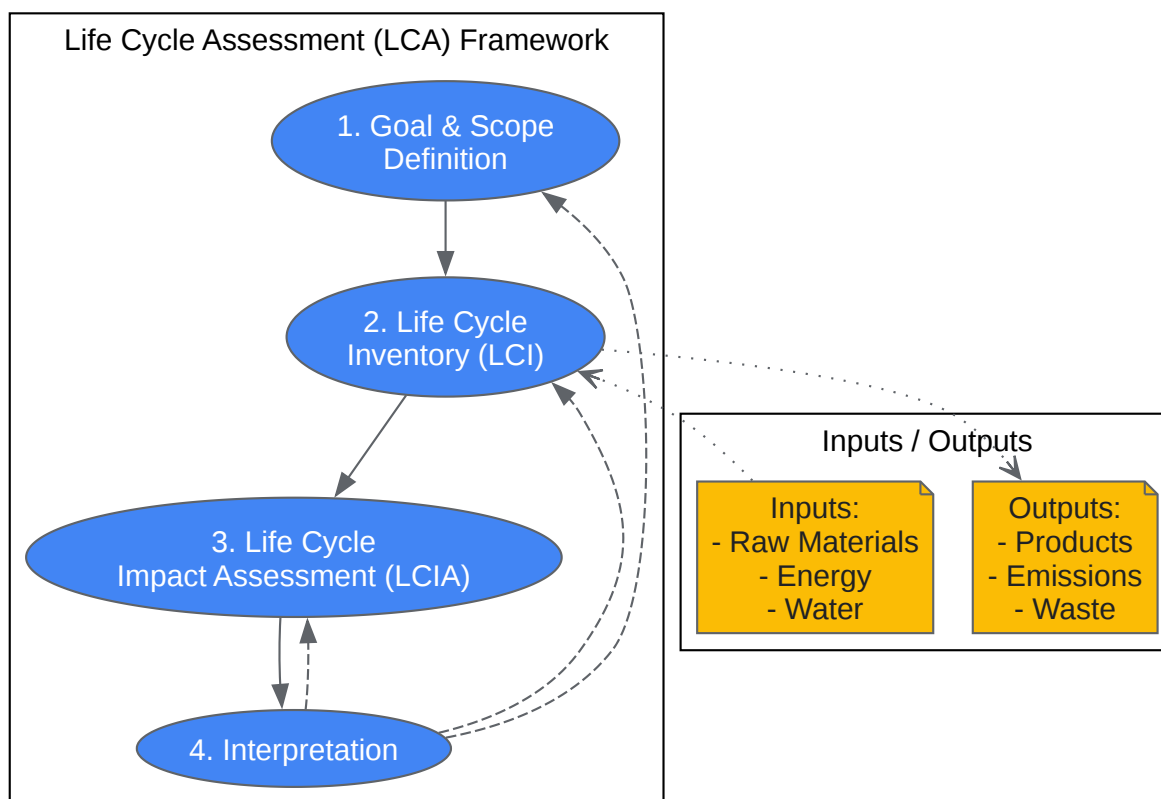 Life Cycle Assessment (LCA) Framework
1. Goal & Scope
Definition
2. Life Cycle
Inventory (LCI)
3. Life Cycle
Impact Assessment (LCIA)
4. Interpretation
Inputs / Outputs
Inputs:
- Raw Materials
- Energy
- Water
Outputs:
- Products
- Emissions
- Waste